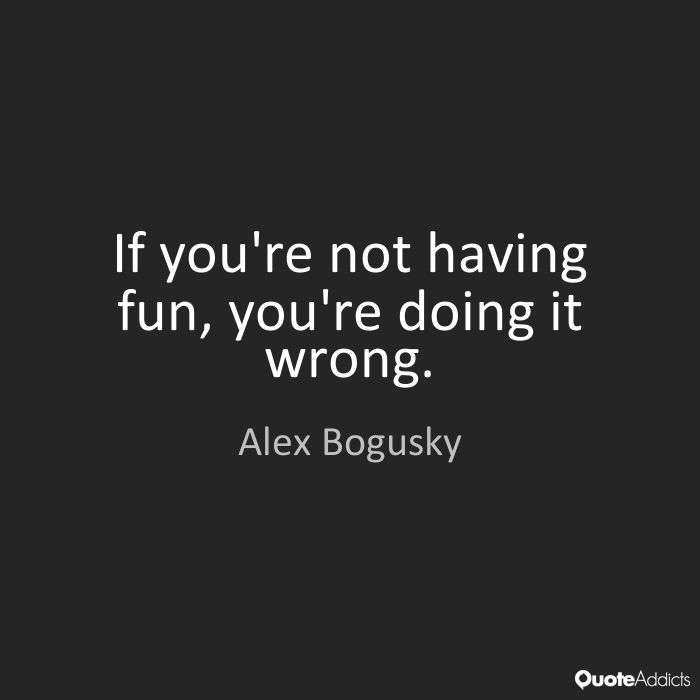 If you're not having
fun, you're doing it
wrong.
Alex Bogusky
QuoteAddicts